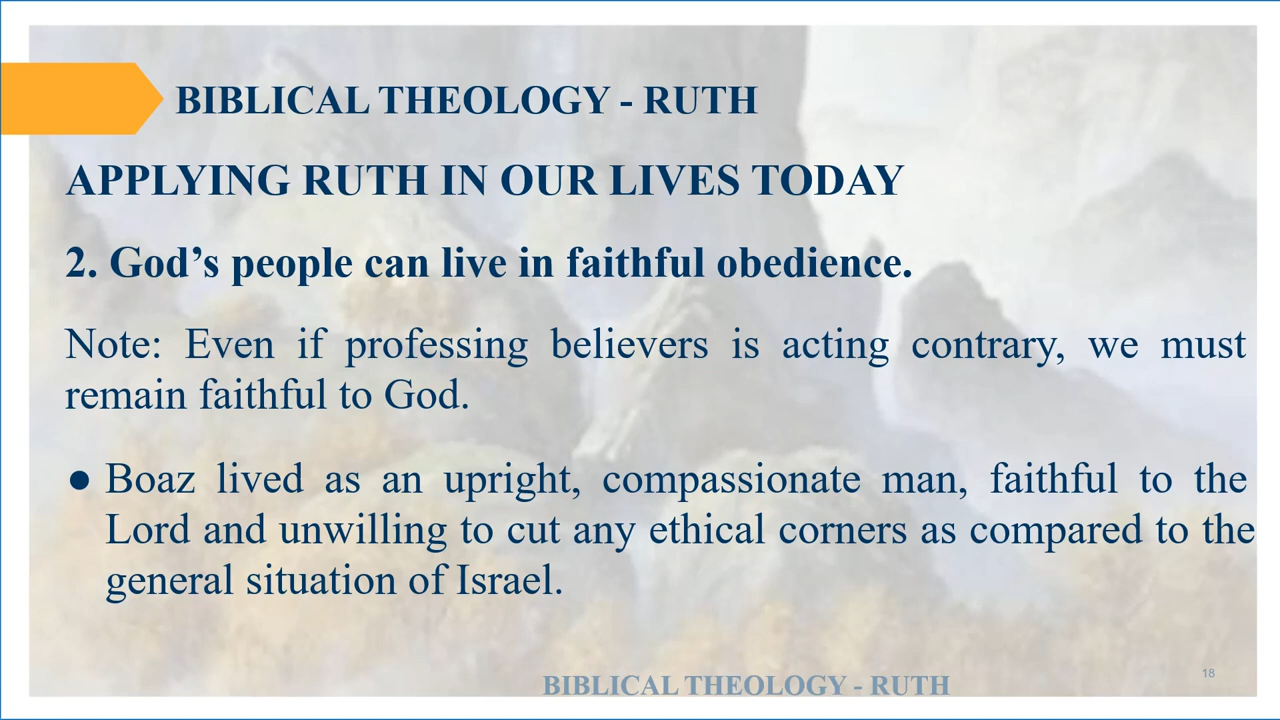 BIBLICAL THEOLOGY - RUTH
APPLYING RUTH IN OUR LIVES TODAY
2. God’s people can live in faithful obedience.
Note: Even if professing believers is acting contrary, we must
remain faithful to God.
● Boaz lived as an upright, compassionate man, faithful to the
Lord and unwilling to cut any ethical corners as compared to the
general situation of Israel.
18
BIBLICAL THEOLOGY - RUTH